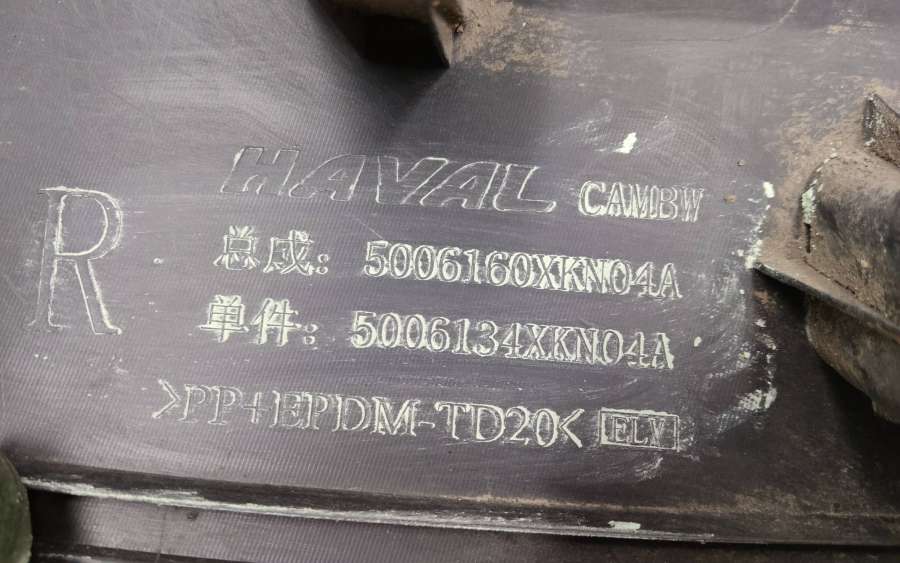 HAVAL CAMBW
R
总成: 5006160XKN04A
单件: 5006134XKN04A
>PP+EPDM-TD20< ELV